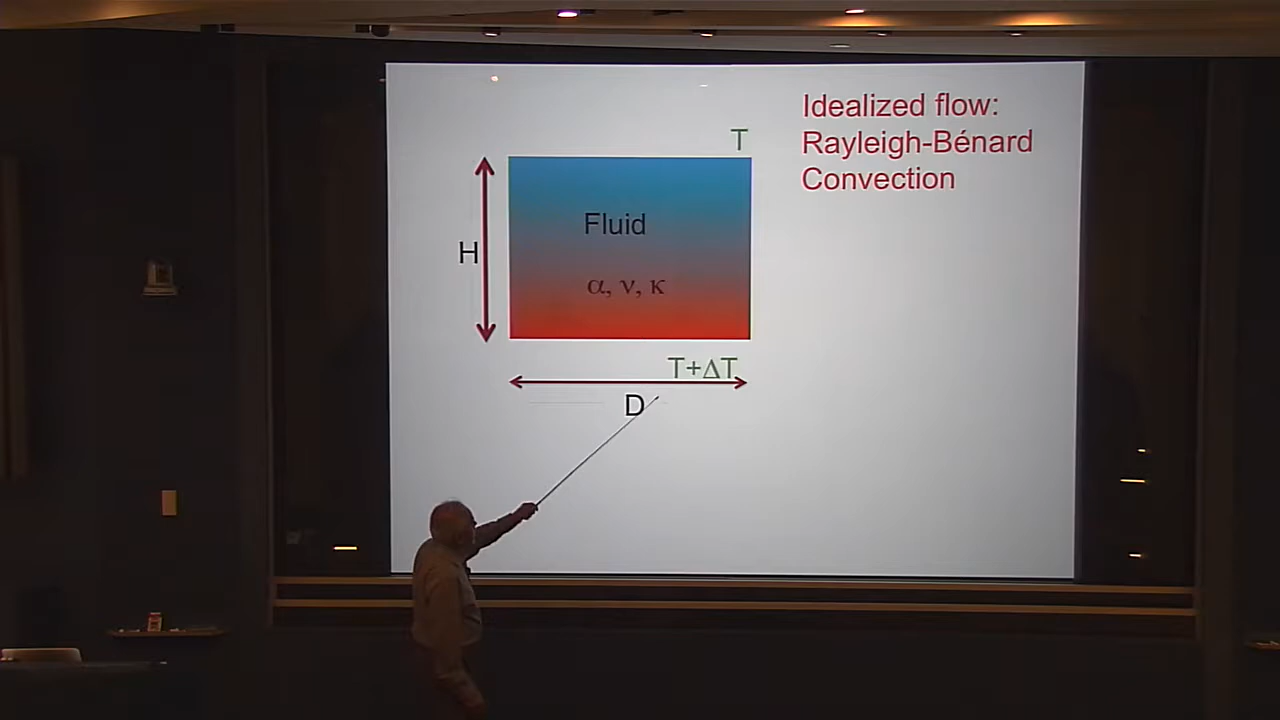 Idealized flow:
Rayleigh-Bénard
Convection
T
Fluid
H
α, ν, κ
T+ΔT
D